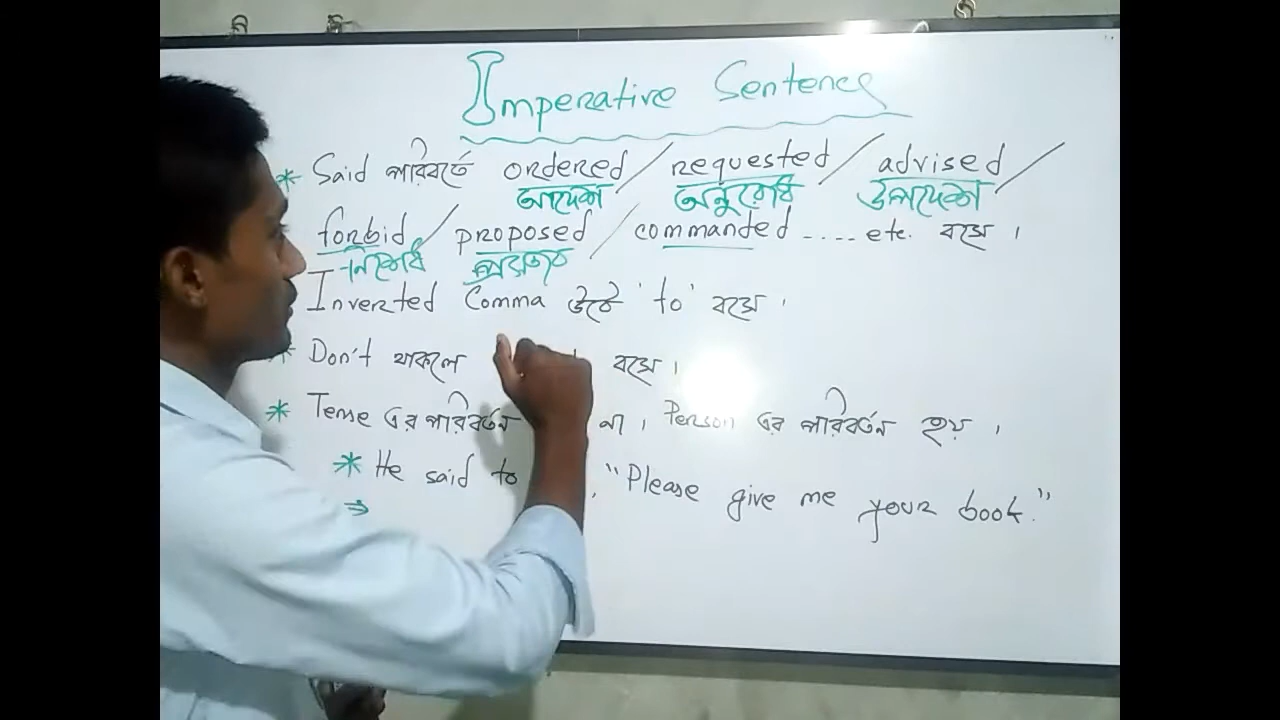 Imperative Sentence
* Said পরিবর্তে ordered / requested / advised /
আদেশ অনুরোধ উপদেশ
forbid / proposed / commanded .... etc. বসে ।
নিষেধ প্রস্তাব
Inverted Comma উঠে 'to' বসে ।
* Don't থাকলে বসে ।
* Tense এর পরিবর্তন না । Person এর পরিবর্তন হয় ।
* He said to , "Please give me your book."
⇒